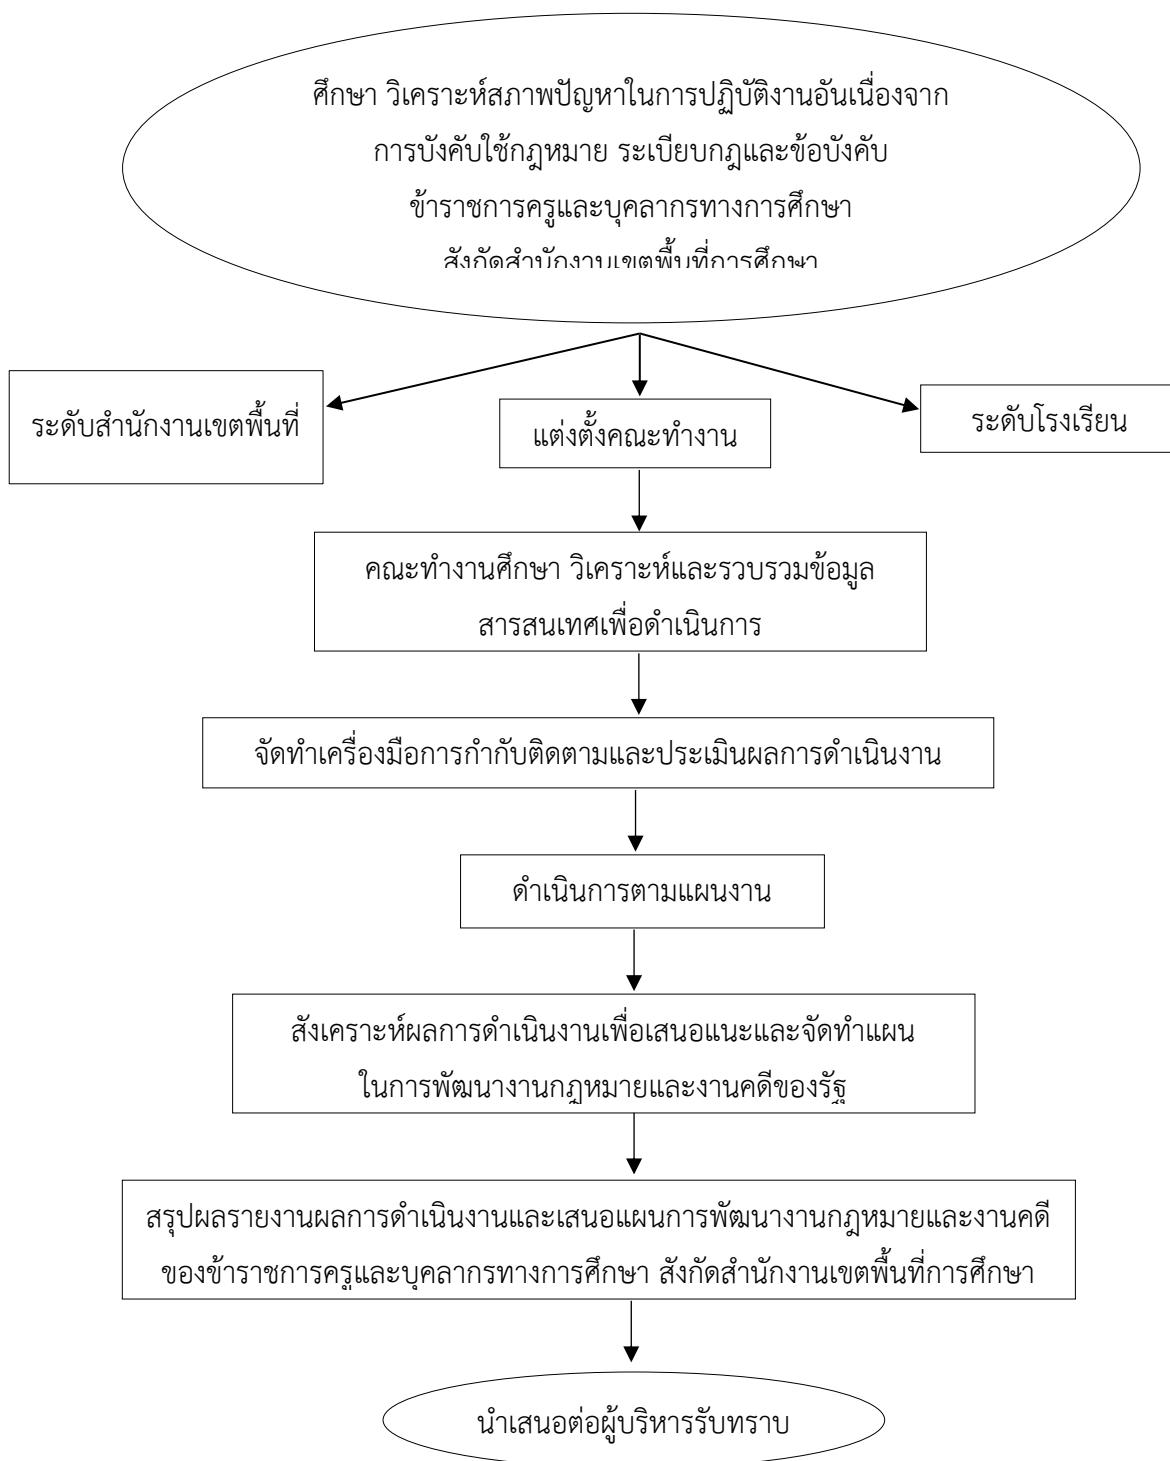 ศึกษา วิเคราะห์สภาพปัญหาในการปฏิบัติงานอันเนื่องจาก
การบังคับใช้กฎหมาย ระเบียบกฎและข้อบังคับ
ข้าราชการครูและบุคลากรทางการศึกษา
สังกัดสำนักงานเขตพื้นที่การศึกษา
ระดับสำนักงานเขตพื้นที่
แต่งตั้งคณะทำงาน
ระดับโรงเรียน
คณะทำงานศึกษา วิเคราะห์และรวบรวมข้อมูล
สารสนเทศเพื่อดำเนินการ
จัดทำเครื่องมือการกำกับติดตามและประเมินผลการดำเนินงาน
ดำเนินการตามแผนงาน
สังเคราะห์ผลการดำเนินงานเพื่อเสนอแนะและจัดทำแผน
ในการพัฒนางานกฎหมายและงานคดีของรัฐ
สรุปผลรายงานผลการดำเนินงานและเสนอแผนการพัฒนางานกฎหมายและงานคดี
ของข้าราชการครูและบุคลากรทางการศึกษา สังกัดสำนักงานเขตพื้นที่การศึกษา
นำเสนอต่อผู้บริหารรับทราบ